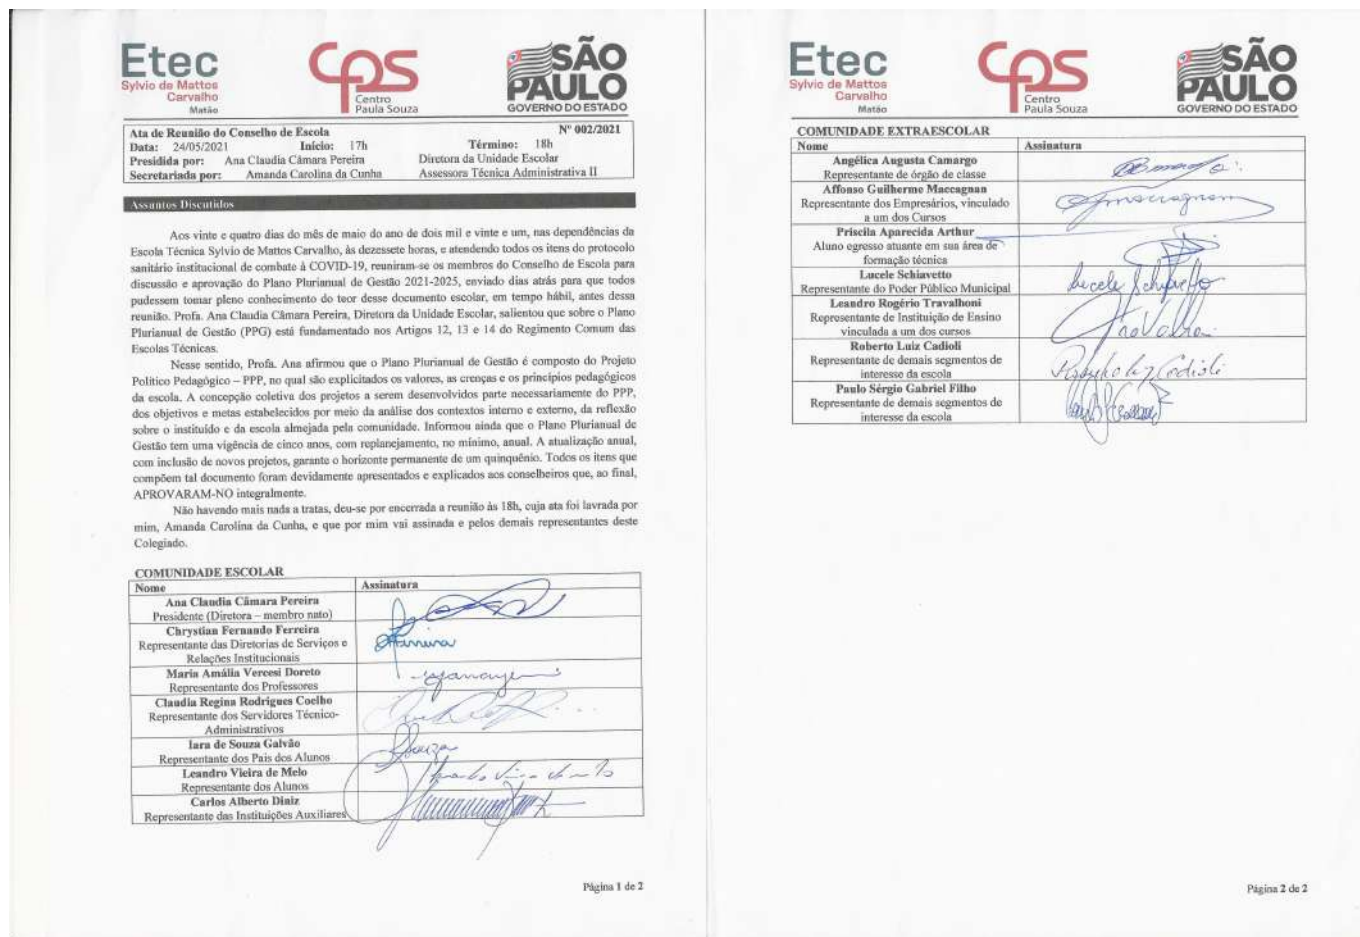 Etec
Sylvio de Mattos
Carvalho
Matão
CPS
Centro
Paula Souza
SÃO
PAULO
GOVERNO DO ESTADO
Ata de Reunião do Conselho de Escola Nº 002/2021
Data: 24/05/2021 Início: 17h Término: 18h
Presidida por: Ana Claudia Câmara Pereira Diretora da Unidade Escolar
Secretariada por: Amanda Carolina da Cunha Assessora Técnica Administrativa II
Assuntos Discutidos
Aos vinte e quatro dias do mês de maio do ano de dois mil e vinte e um, nas dependências da
Escola Técnica Sylvio de Mattos Carvalho, às dezessete horas, e atendendo todos os itens do protocolo
sanitário institucional de combate à COVID-19, reuniram-se os membros do Conselho de Escola para
discussão e aprovação do Plano Plurianual de Gestão 2021-2025, enviado dias atrás para que todos
pudessem tomar pleno conhecimento do teor desse documento escolar, em tempo hábil, antes dessa
reunião. Profa. Ana Claudia Câmara Pereira, Diretora da Unidade Escolar, salientou que sobre o Plano
Plurianual de Gestão (PPG) está fundamentado nos Artigos 12, 13 e 14 do Regimento Comum das
Escolas Técnicas.
Nesse sentido, Profa. Ana afirmou que o Plano Plurianual de Gestão é composto do Projeto
Político Pedagógico – PPP, no qual são explicitados os valores, as crenças e os princípios pedagógicos
da escola. A concepção coletiva dos projetos a serem desenvolvidos parte necessariamente do PPP,
dos objetivos e metas estabelecidos por meio da análise dos contextos interno e externo, da reflexão
sobre o instituído e da escola almejada pela comunidade. Informou ainda que o Plano Plurianual de
Gestão tem uma vigência de cinco anos, com replanejamento, no mínimo, anual. A atualização anual,
com inclusão de novos projetos, garante o horizonte permanente de um quinquênio. Todos os itens que
compõem tal documento foram devidamente apresentados e explicados aos conselheiros que, ao final,
APROVARAM-NO integralmente.
Não havendo mais nada a tratas, deu-se por encerrada a reunião às 18h, cuja ata foi lavrada por
mim, Amanda Carolina da Cunha, e que por mim vai assinada e pelos demais representantes deste
Colegiado.
COMUNIDADE ESCOLAR
Nome Assinatura
Ana Claudia Câmara Pereira
Presidente (Diretora – membro nato)
Chrystian Fernando Ferreira
Representante das Diretorias de Serviços e
Relações Institucionais
Maria Amália Vercesi Doreto
Representante dos Professores
Claudia Regina Rodrigues Coelho
Representante dos Servidores Técnico-
Administrativos
Iara de Souza Galvão
Representante dos Pais dos Alunos
Leandro Vieira de Melo
Representante dos Alunos
Carlos Alberto Diniz
Representante das Instituições Auxiliares
Página 1 de 2
Etec
Sylvio de Mattos
Carvalho
Matão
CPS
Centro
Paula Souza
SÃO
PAULO
GOVERNO DO ESTADO
COMUNIDADE EXTRAESCOLAR
Nome Assinatura
Angélica Augusta Camargo
Representante de órgão de classe
Affonso Guilherme Maccagnan
Representante dos Empresários, vinculado
a um dos Cursos
Priscila Aparecida Arthur
Aluno egresso atuante em sua área de
formação técnica
Lucele Schiavetto
Representante do Poder Público Municipal
Lucele Schiavetto
Leandro Rogério Travalhoni
Representante de Instituição de Ensino
vinculada a um dos cursos
Roberto Luiz Cadioli
Representante de demais segmentos de
interesse da escola
Paulo Sérgio Gabriel Filho
Representante de demais segmentos de
interesse da escola
Página 2 de 2